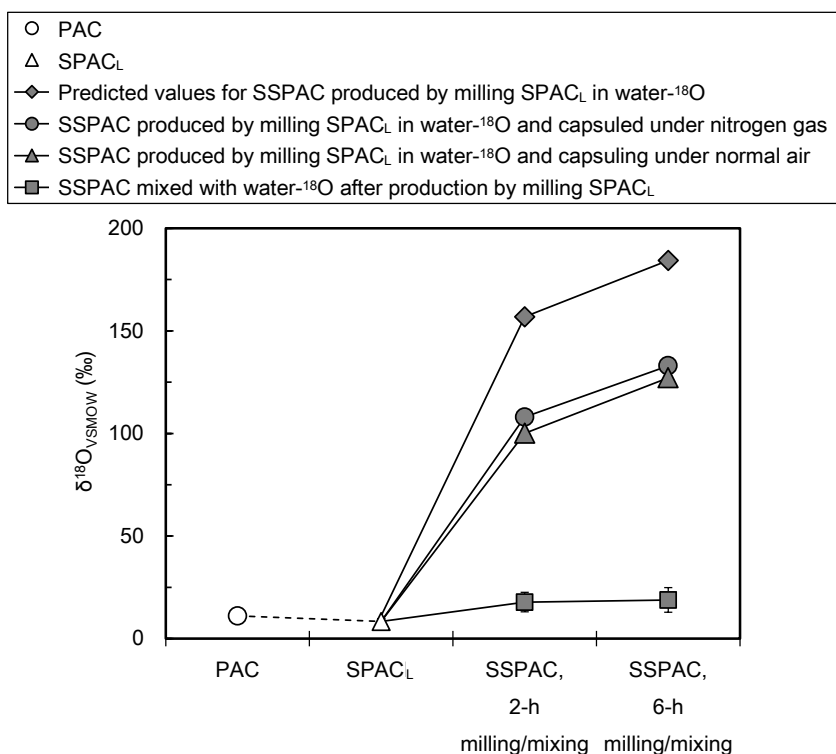 PAC
SPACL
Predicted values for SSPAC produced by milling SPACL in water-¹⁸O
SSPAC produced by milling SPACL in water-¹⁸O and capsuled under nitrogen gas
SSPAC produced by milling SPACL in water-¹⁸O and capsuling under normal air
SSPAC mixed with water-¹⁸O after production by milling SPACL
200
150
100
50
0
δ¹⁸OVSMOW (‰)
PAC
SPACL
SSPAC,
2-h
milling/mixing
SSPAC,
6-h
milling/mixing